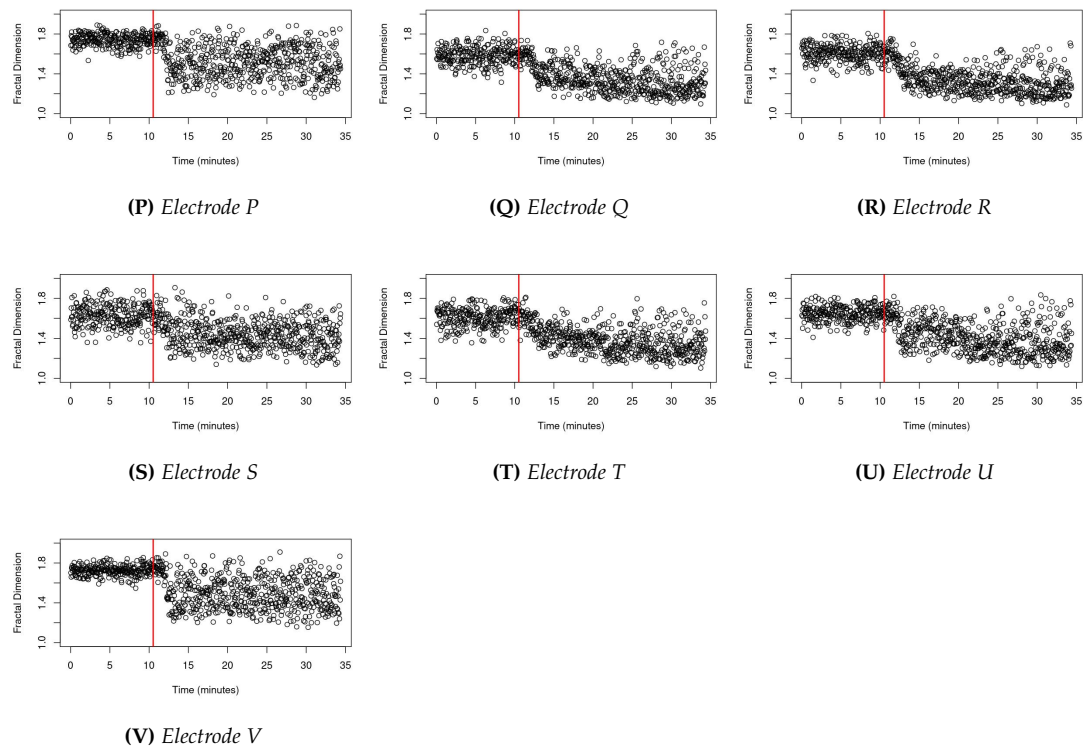 Fractal Dimension
1.0 1.4 1.8
0 5 10 15 20 25 30 35
Time (minutes)
(P) Electrode P
Fractal Dimension
1.0 1.4 1.8
0 5 10 15 20 25 30 35
Time (minutes)
(Q) Electrode Q
Fractal Dimension
1.0 1.4 1.8
0 5 10 15 20 25 30 35
Time (minutes)
(R) Electrode R
Fractal Dimension
1.0 1.4 1.8
0 5 10 15 20 25 30 35
Time (minutes)
(S) Electrode S
Fractal Dimension
1.0 1.4 1.8
0 5 10 15 20 25 30 35
Time (minutes)
(T) Electrode T
Fractal Dimension
1.0 1.4 1.8
0 5 10 15 20 25 30 35
Time (minutes)
(U) Electrode U
Fractal Dimension
1.0 1.4 1.8
0 5 10 15 20 25 30 35
Time (minutes)
(V) Electrode V